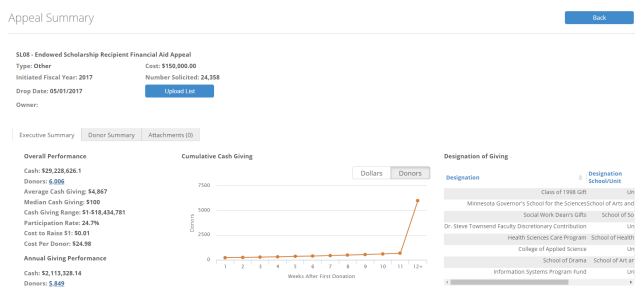 Appeal Summary
Back
SL08 - Endowed Scholarship Recipient Financial Aid Appeal
Type: Other
Cost: $150,000.00
Initiated Fiscal Year: 2017
Number Solicited: 24,358
Drop Date: 05/01/2017
Upload List
Owner:
Executive Summary
Donor Summary
Attachments (0)
Overall Performance
Cash: $29,228,626.1
Donors: 6,006
Average Cash Giving: $4,867
Median Cash Giving: $100
Cash Giving Range: $1-$18,434,781
Participation Rate: 24.7%
Cost to Raise $1: $0.01
Cost Per Donor: $24.98
Annual Giving Performance
Cash: $2,113,328.14
Donors: 5,849
Cumulative Cash Giving
Dollars
Donors
7500
5000
2500
0
Donors
1 2 3 4 5 6 7 8 9 10 11 12+
Weeks After First Donation
Designation of Giving
Designation
Designation School/Unit
Class of 1998 Gift Un
Minnesota Governor's School for the Sciences School of Arts and
Social Work Dean's Gifts School of So
Dr. Steve Townsend Faculty Discretionary Contribution Un
Health Sciences Care Program School of Health
College of Applied Science Un
School of Drama School of Art ar
Information Systems Program Fund Un